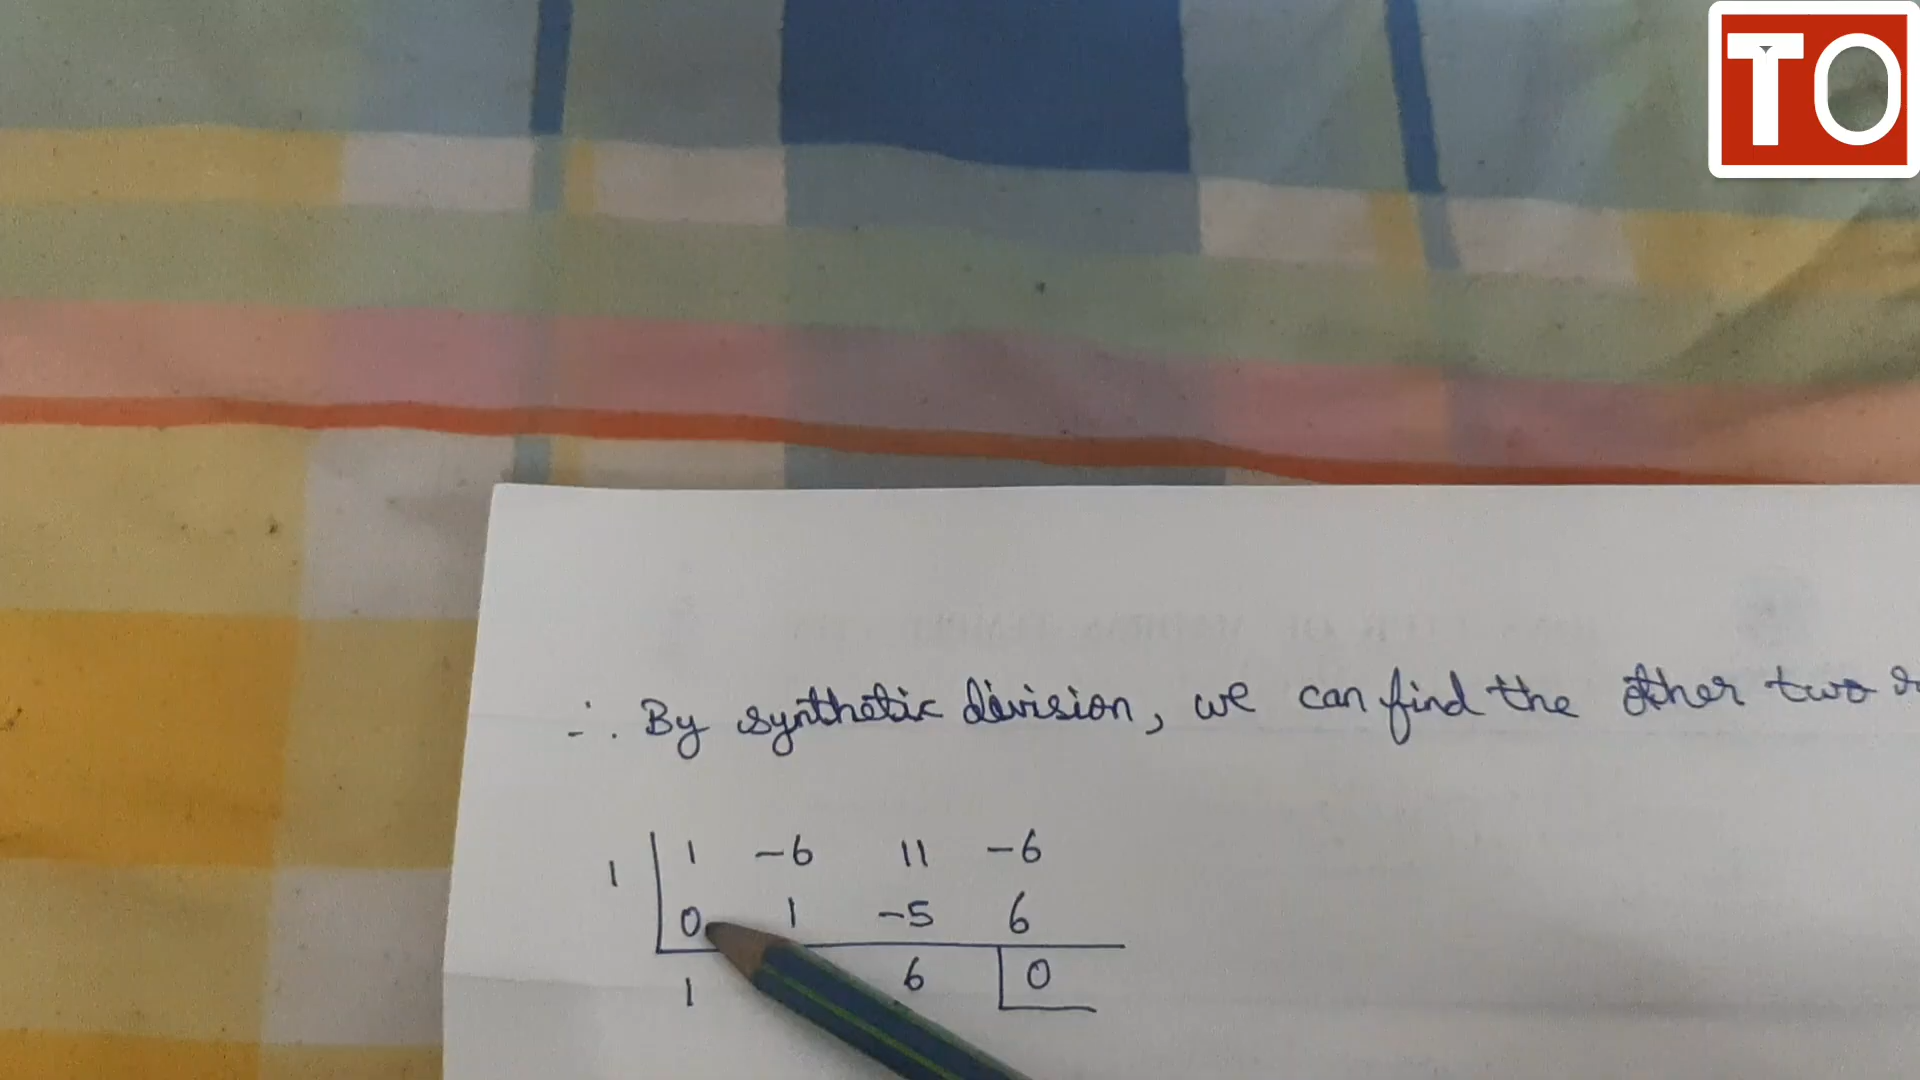 TO
∴ By synthetic division, we can find the other two
1 | 1 -6 11 -6
0 1 -5 6
1 6 0